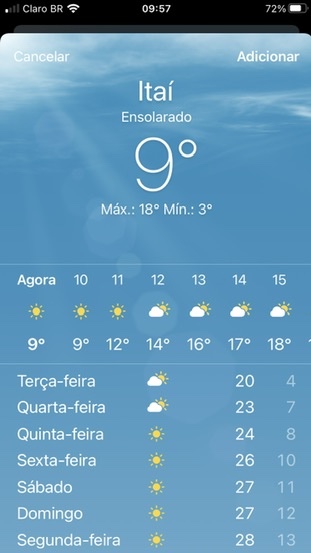 Claro BR 09:57 72%
Cancelar Adicionar
Itaí
Ensolarado
9°
Máx.: 18° Mín.: 3°
Agora 10 11 12 13 14 15
9° 9° 12° 14° 16° 17° 18°
Terça-feira 20 4
Quarta-feira 23 7
Quinta-feira 24 8
Sexta-feira 26 10
Sábado 27 11
Domingo 27 12
Segunda-feira 28 13